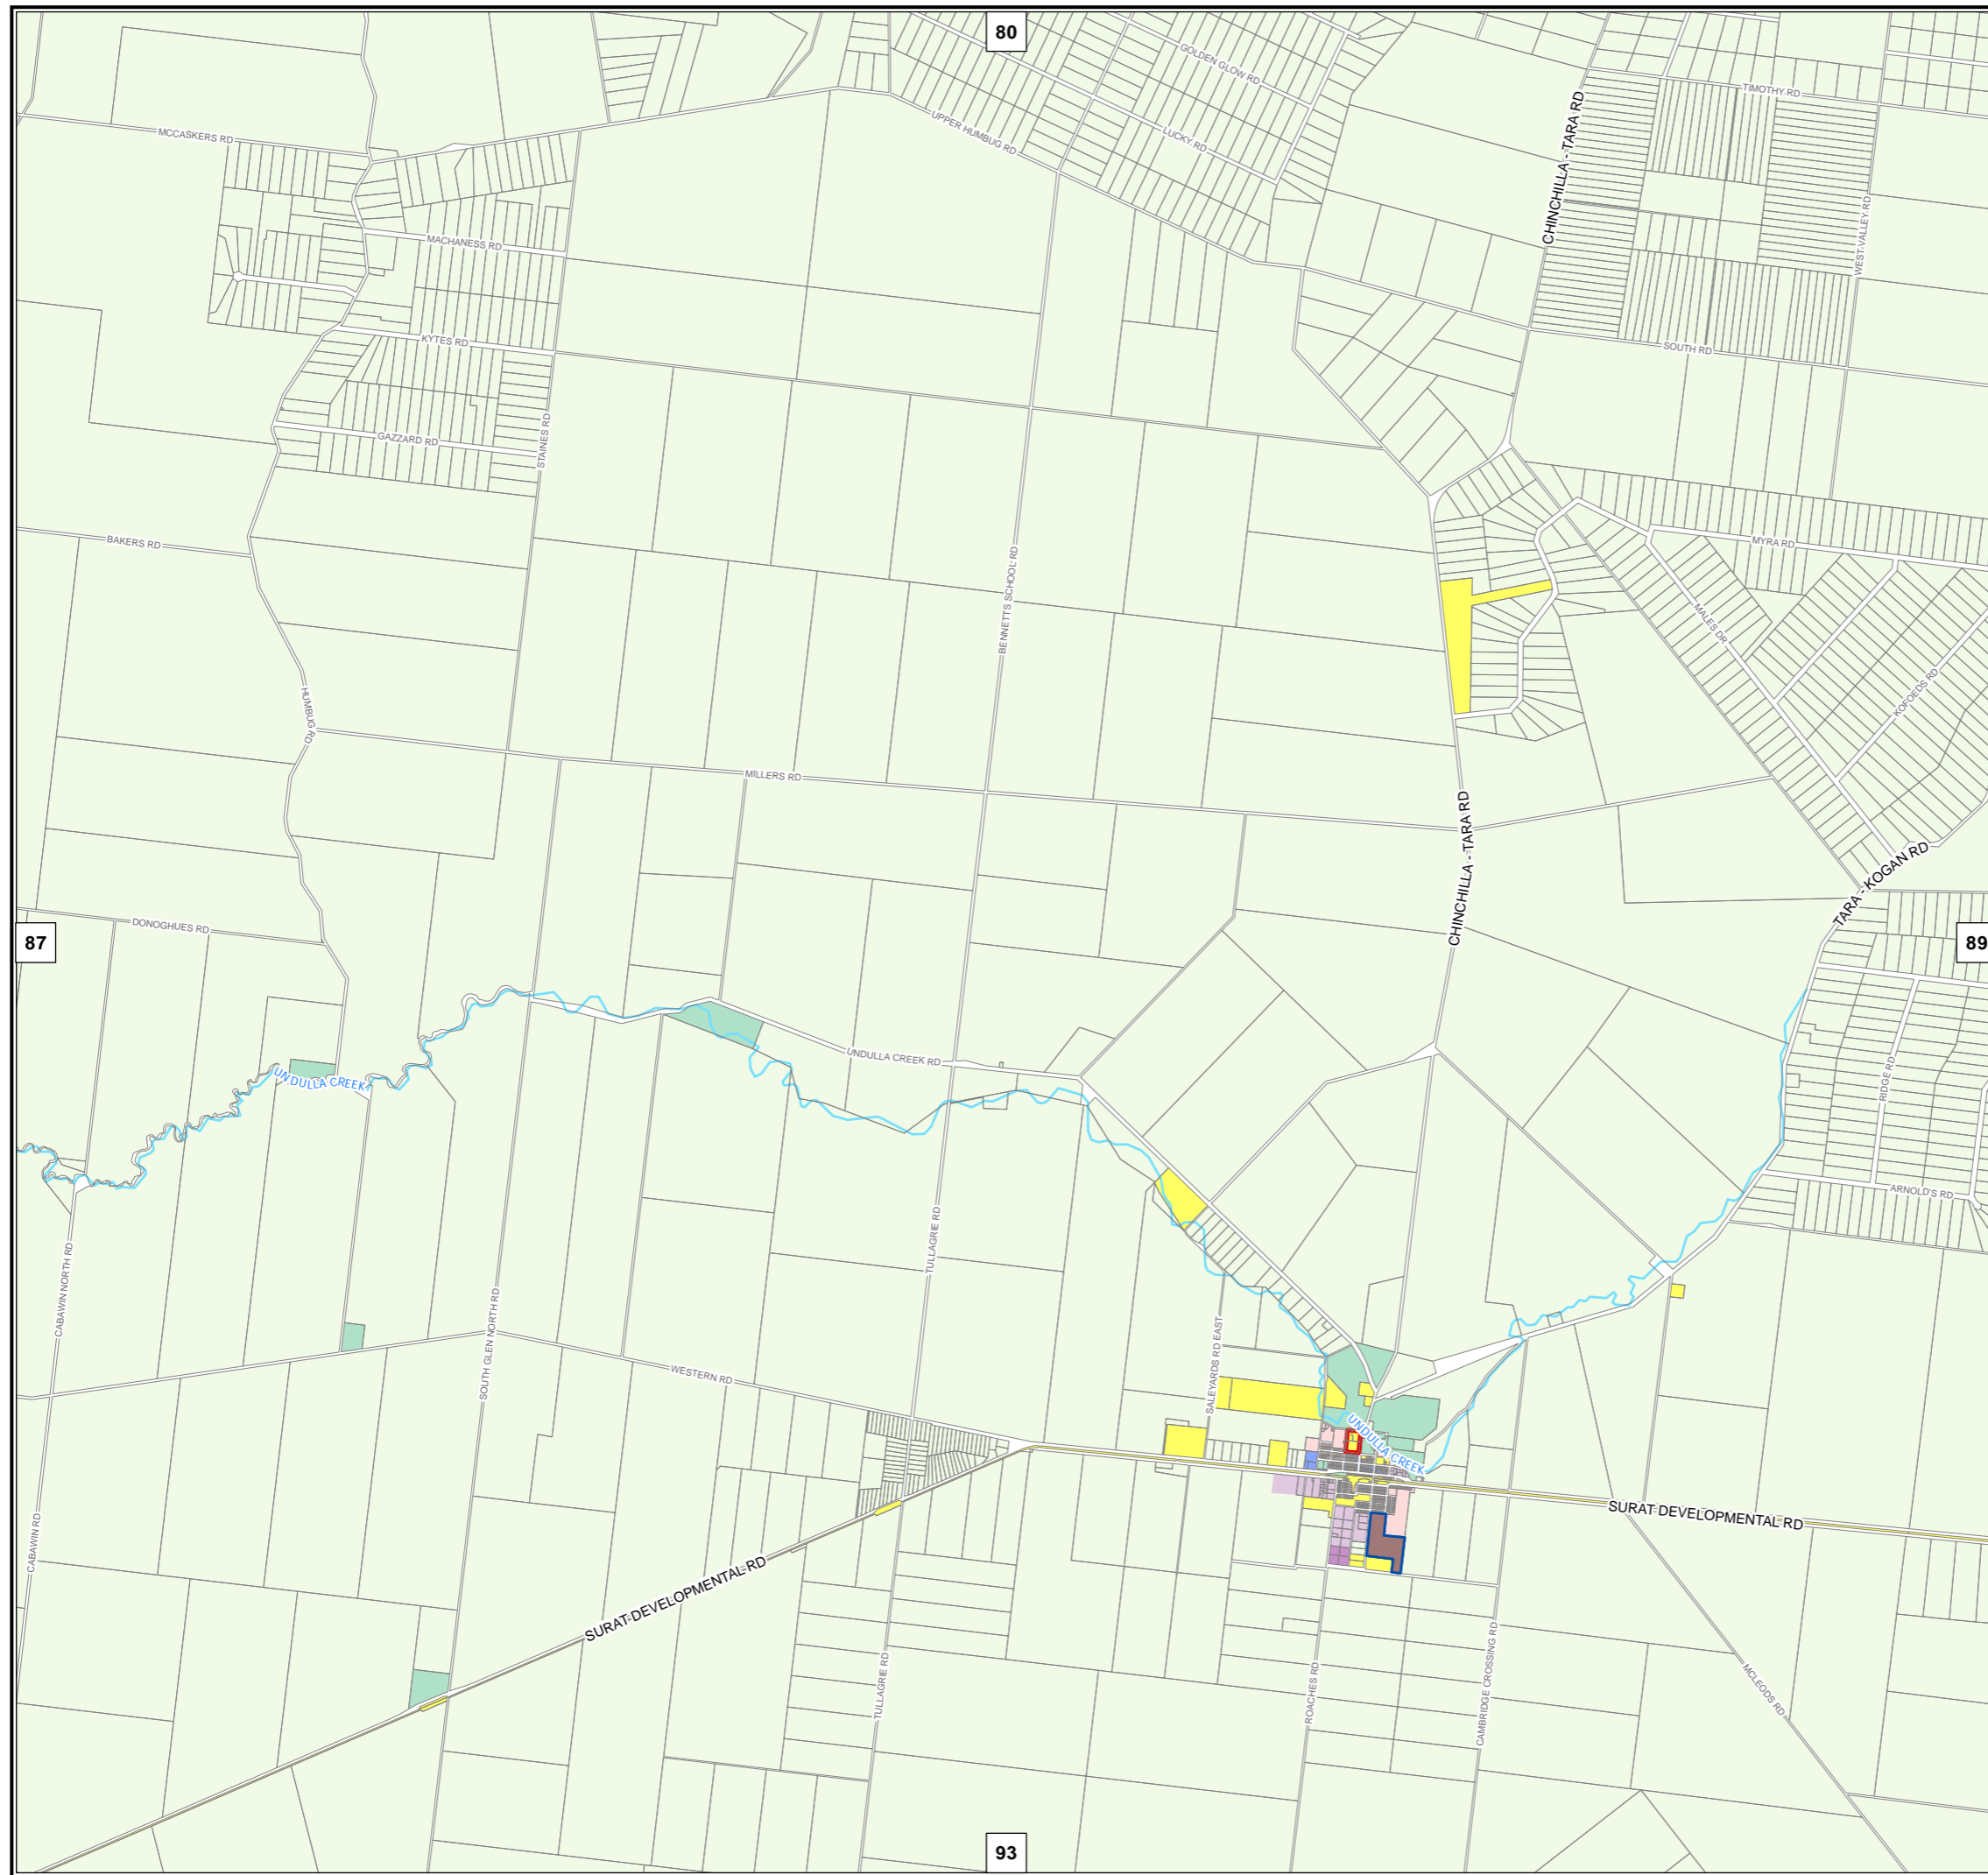 80
GOLDEN GLOW RD
TIMOTHY RD
CHINCHILLA - TARA RD
MCCASKERS RD
UPPER HUMBUG RD
LUCKY RD
WEST VALLEY RD
MACHANESS RD
KYTES RD
SOUTH RD
GAZZARD RD
STAINES RD
BAKERS RD
MYRA RD
BENNETTS SCHOOL RD
MALES DR
KOFOEDS RD
HUMBUG RD
MILLERS RD
CHINCHILLA - TARA RD
TARA - KOGAN RD
DONOGHUES RD
87
89
UNDULLA CREEK RD
UNDULLA CREEK
RIDGE RD
ARNOLD'S RD
TULLAGRIE RD
CABAWIN NORTH RD
SOUTH GLEN NORTH RD
SALEYARDS RD EAST
WESTERN RD
UNDULLA CREEK
CABAWIN RD
SURAT DEVELOPMENTAL RD
SURAT DEVELOPMENTAL RD
TULLAGRIE RD
ROACHES RD
CAMBRIDGE CROSSING RD
MCLEODS RD
93